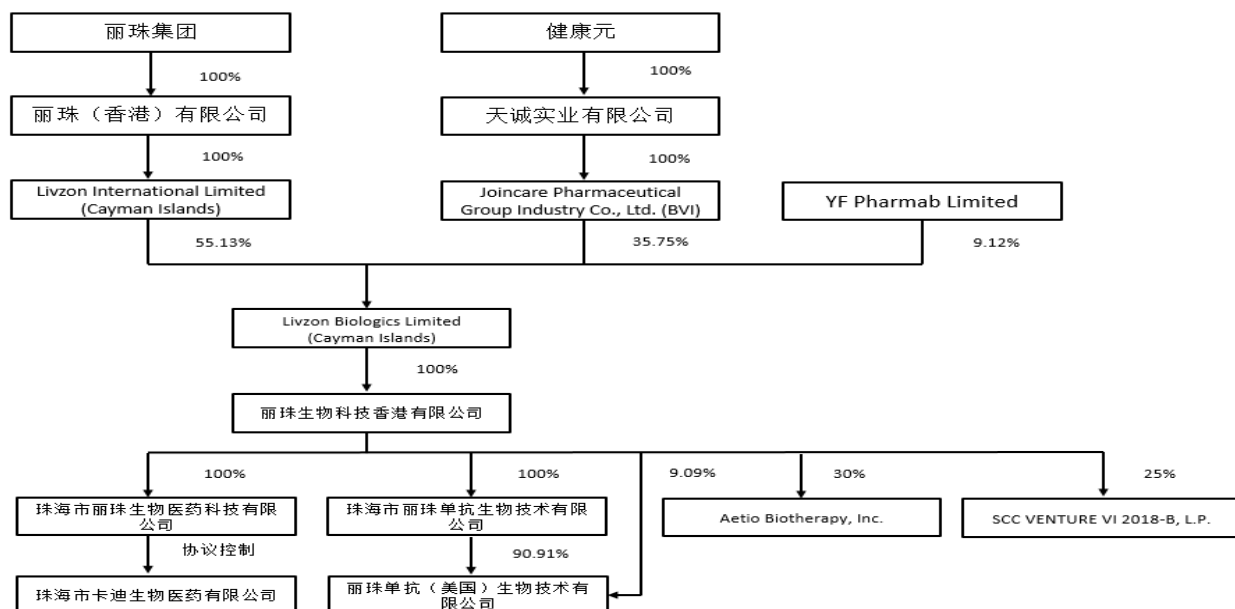 丽珠集团
健康元
100%
100%
丽珠（香港）有限公司
天诚实业有限公司
100%
100%
Livzon International Limited
(Cayman Islands)
Joincare Pharmaceutical
Group Industry Co., Ltd. (BVI)
YF Pharmab Limited
55.13%
35.75%
9.12%
Livzon Biologics Limited
(Cayman Islands)
100%
丽珠生物科技香港有限公司
100%
100%
9.09%
30%
25%
珠海市丽珠生物医药科技有限
公司
珠海市丽珠单抗生物技术有限
公司
Aetio Biotherapy, Inc.
SCC VENTURE VI 2018-B, L.P.
协议控制
90.91%
珠海市卡迪生物医药有限公司
丽珠单抗（美国）生物技术有
限公司